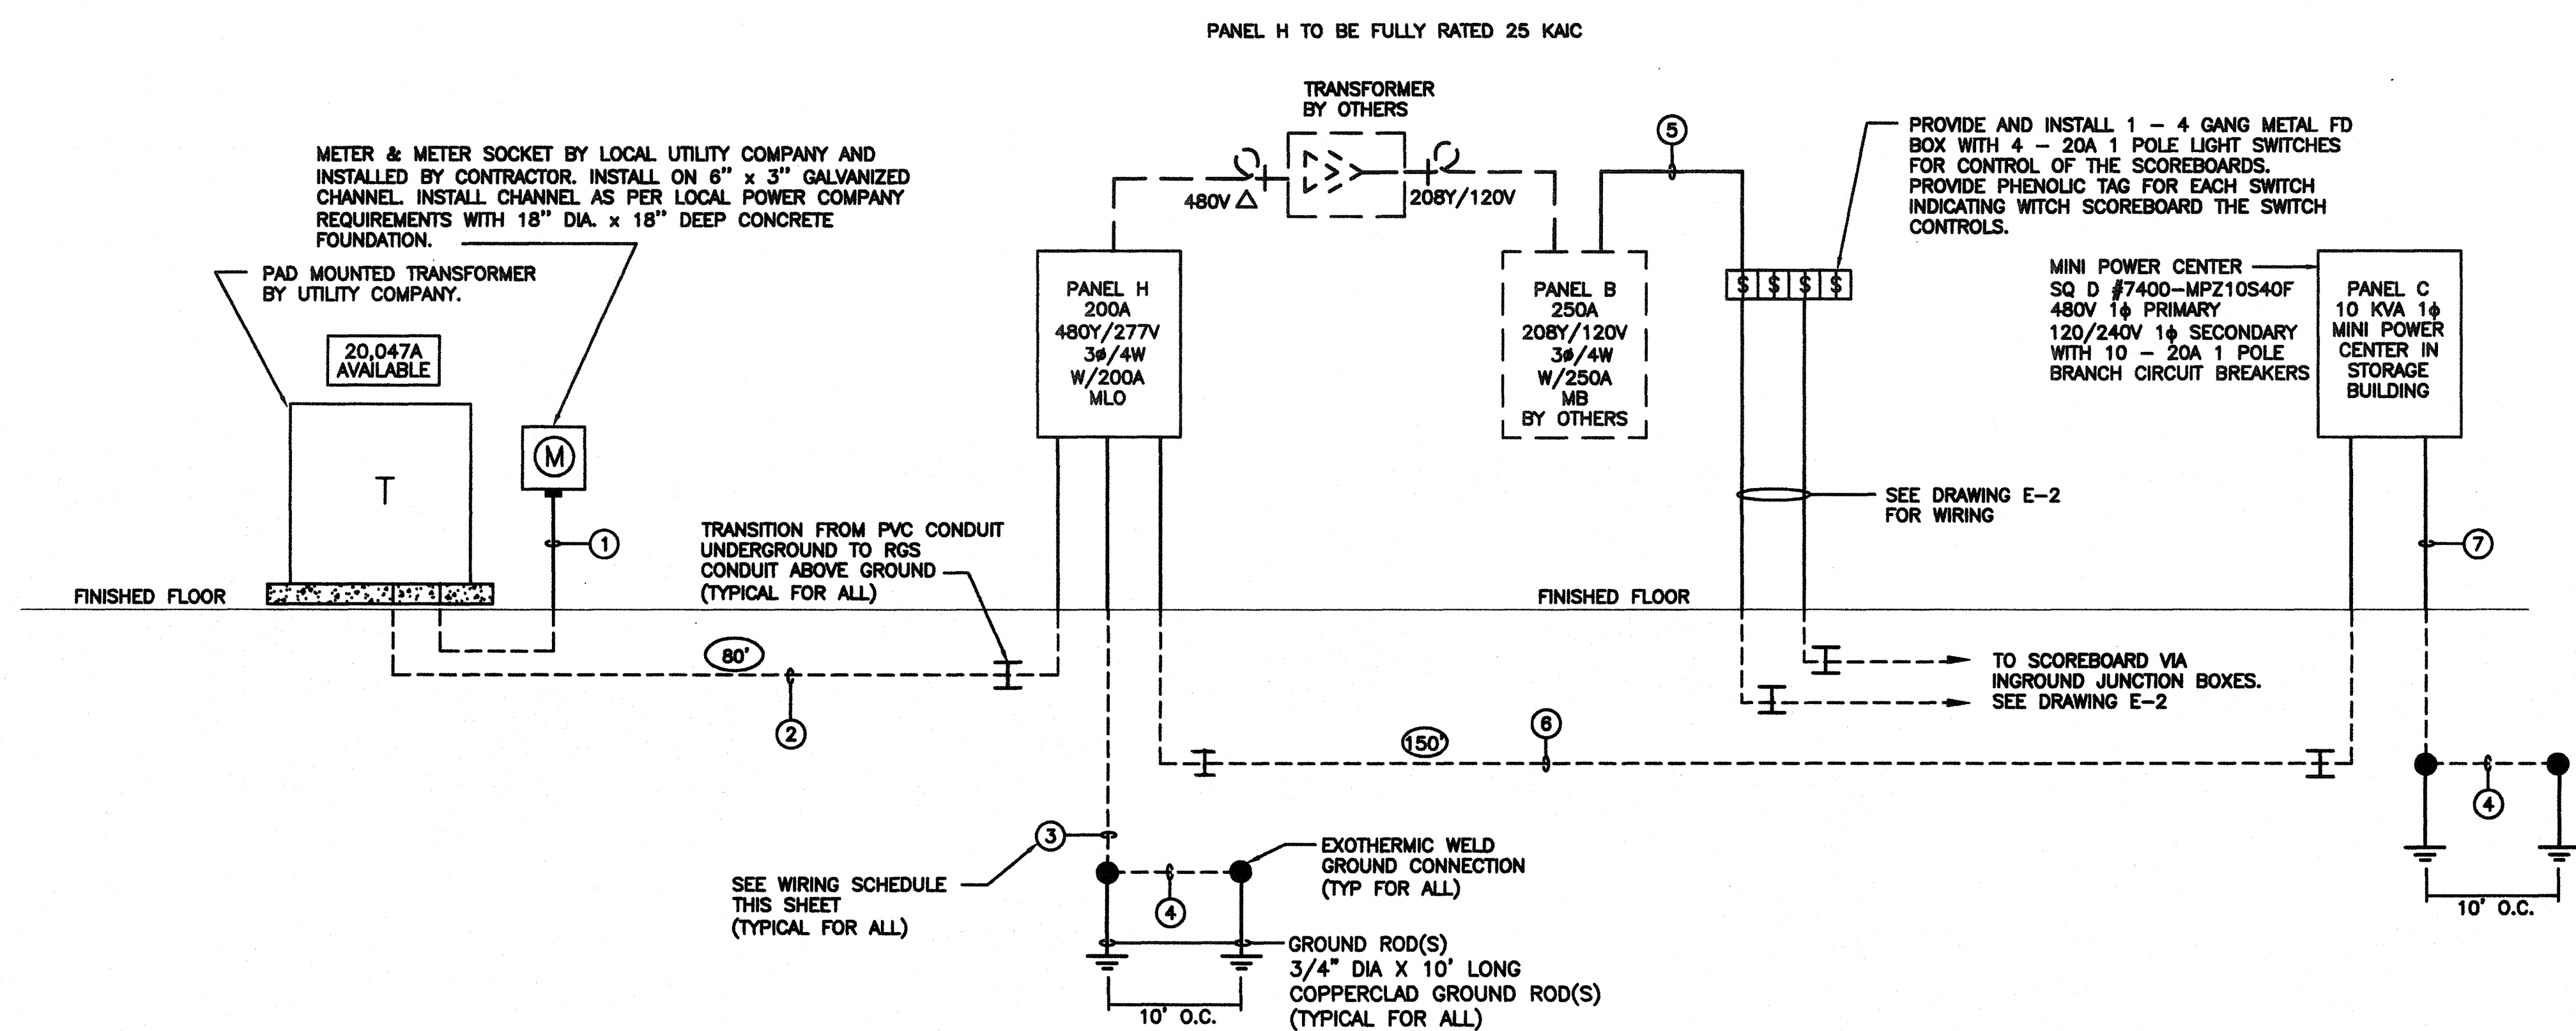 PANEL H TO BE FULLY RATED 25 KAIC
TRANSFORMER
BY OTHERS
480V △
208Y/120V
METER & METER SOCKET BY LOCAL UTILITY COMPANY AND
INSTALLED BY CONTRACTOR. INSTALL ON 6" x 3" GALVANIZED
CHANNEL. INSTALL CHANNEL AS PER LOCAL POWER COMPANY
REQUIREMENTS WITH 18" DIA. x 18" DEEP CONCRETE
FOUNDATION.
PAD MOUNTED TRANSFORMER
BY UTILITY COMPANY.
20,047A
AVAILABLE
T
M
1
FINISHED FLOOR
TRANSITION FROM PVC CONDUIT
UNDERGROUND TO RGS
CONDUIT ABOVE GROUND
(TYPICAL FOR ALL)
80'
2
PANEL H
200A
480Y/277V
3ø/4W
W/200A
MLO
PANEL B
250A
208Y/120V
3ø/4W
W/250A
MB
BY OTHERS
5
$ $ $ $
PROVIDE AND INSTALL 1 – 4 GANG METAL FD
BOX WITH 4 – 20A 1 POLE LIGHT SWITCHES
FOR CONTROL OF THE SCOREBOARDS.
PROVIDE PHENOLIC TAG FOR EACH SWITCH
INDICATING WITCH SCOREBOARD THE SWITCH
CONTROLS.
MINI POWER CENTER
SQ D #7400-MPZ10S40F
480V 1ϕ PRIMARY
120/240V 1ϕ SECONDARY
WITH 10 – 20A 1 POLE
BRANCH CIRCUIT BREAKERS
PANEL C
10 KVA 1ϕ
MINI POWER
CENTER IN
STORAGE
BUILDING
SEE DRAWING E-2
FOR WIRING
7
FINISHED FLOOR
TO SCOREBOARD VIA
INGROUND JUNCTION BOXES.
SEE DRAWING E-2
150'
6
3
SEE WIRING SCHEDULE
THIS SHEET
(TYPICAL FOR ALL)
4
EXOTHERMIC WELD
GROUND CONNECTION
(TYP FOR ALL)
GROUND ROD(S)
3/4" DIA X 10' LONG
COPPERCLAD GROUND ROD(S)
(TYPICAL FOR ALL)
10' O.C.
4
10' O.C.